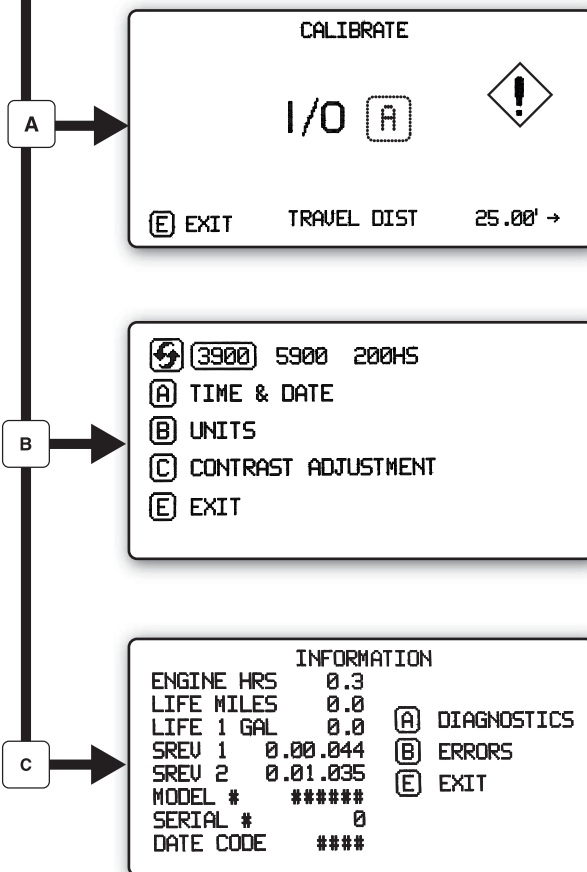 A
CALIBRATE
I/O A
!
E EXIT TRAVEL DIST 25.00' →
B
3900 5900 200HS
A TIME & DATE
B UNITS
C CONTRAST ADJUSTMENT
E EXIT
C
INFORMATION
ENGINE HRS 0.3
LIFE MILES 0.0
LIFE 1 GAL 0.0
SREV 1 0.00.044
SREV 2 0.01.035
MODEL # ######
SERIAL # 0
DATE CODE ####
A DIAGNOSTICS
B ERRORS
E EXIT